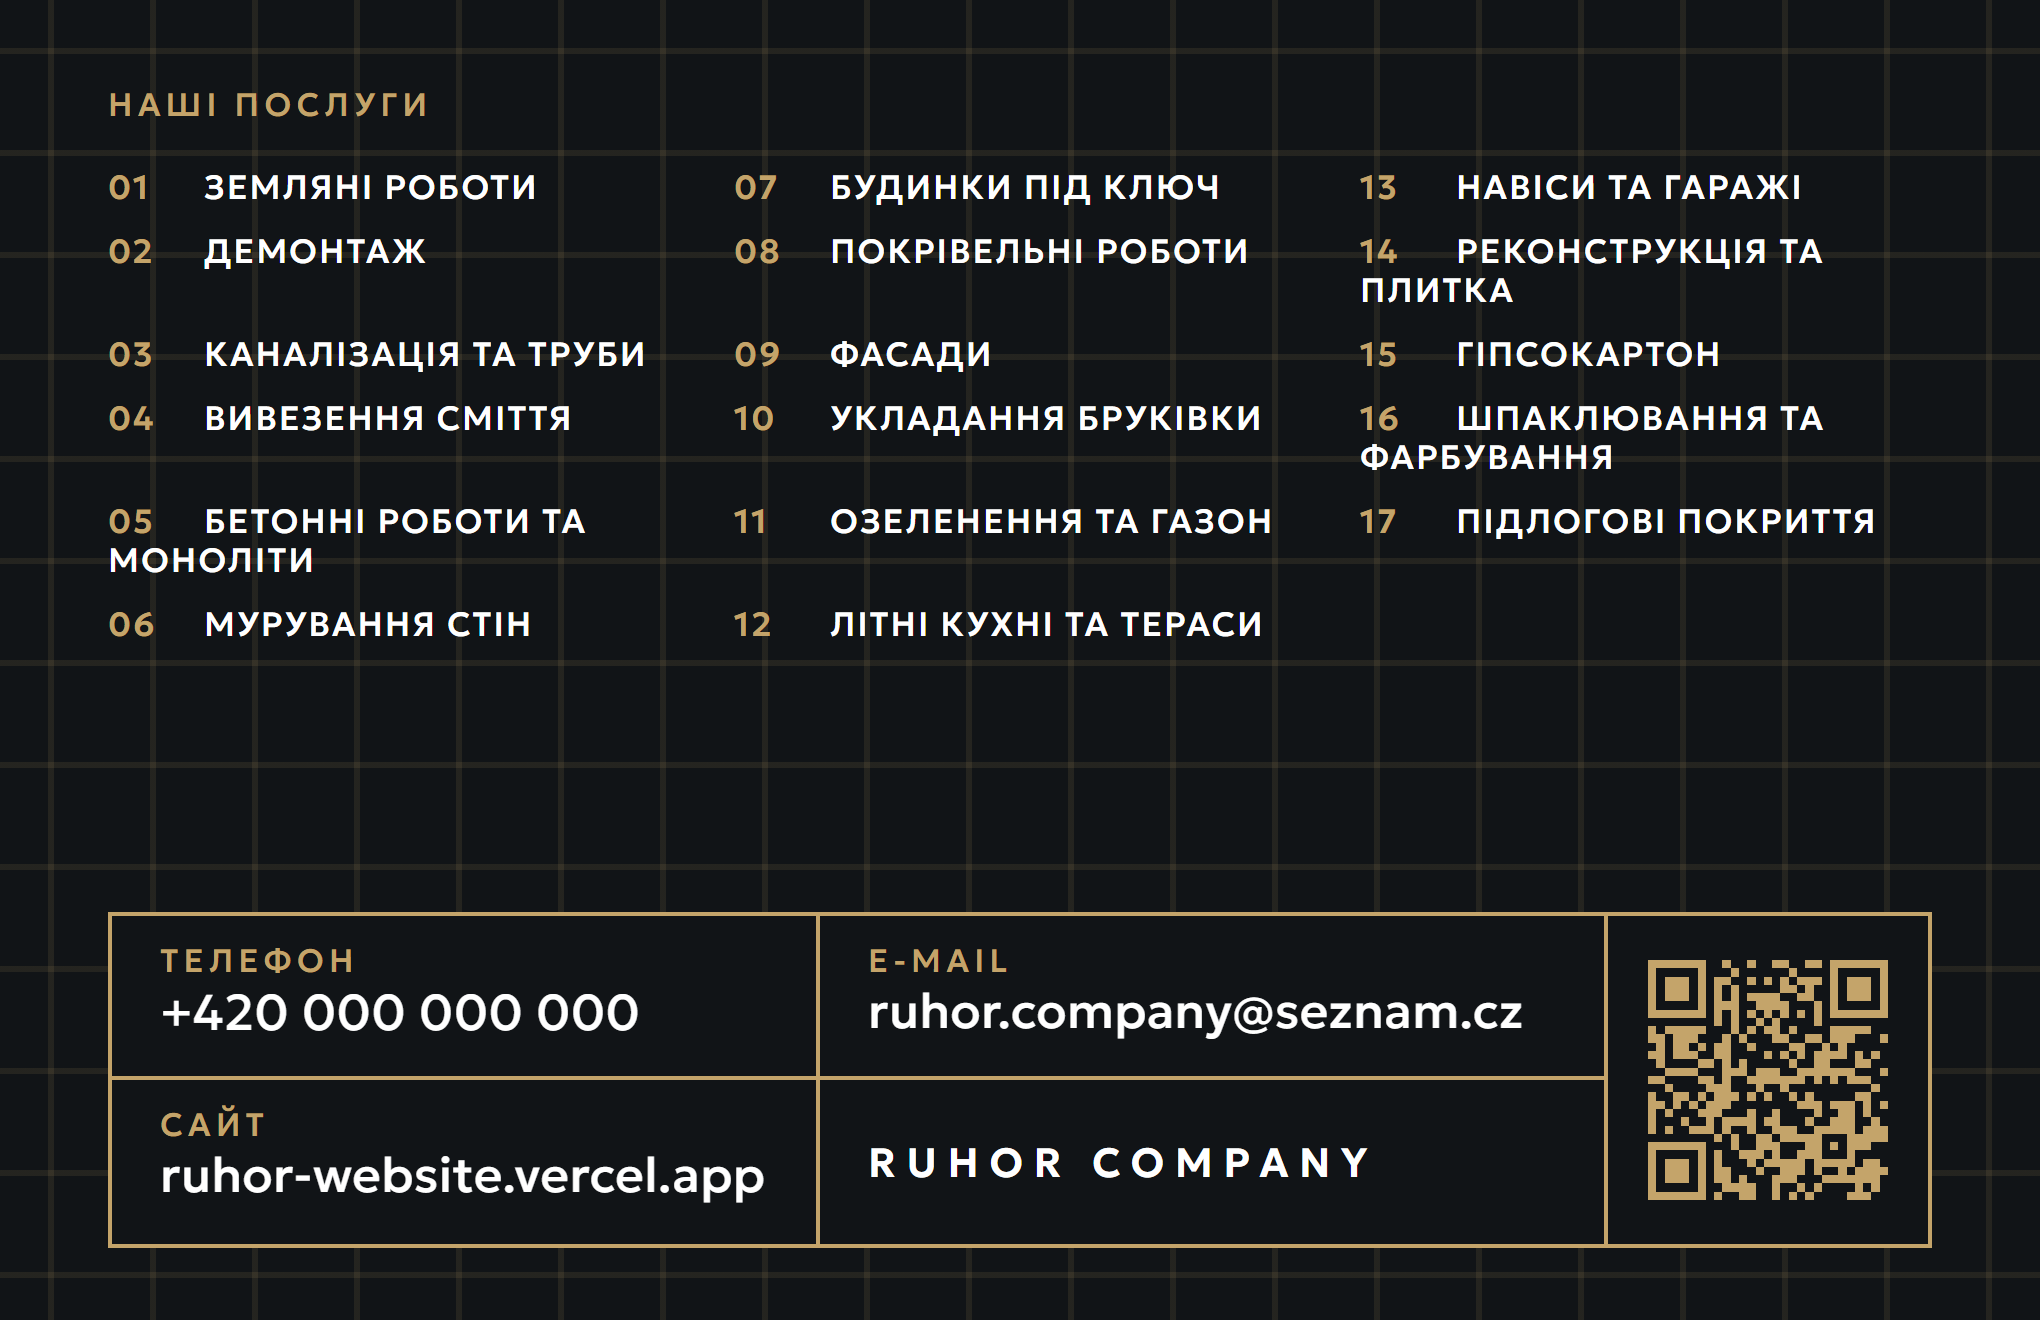 НАШІ ПОСЛУГИ
01 ЗЕМЛЯНІ РОБОТИ
02 ДЕМОНТАЖ
03 КАНАЛІЗАЦІЯ ТА ТРУБИ
04 ВИВЕЗЕННЯ СМІТТЯ
05 БЕТОННІ РОБОТИ ТА
МОНОЛІТИ
06 МУРУВАННЯ СТІН
07 БУДИНКИ ПІД КЛЮЧ
08 ПОКРІВЕЛЬНІ РОБОТИ
09 ФАСАДИ
10 УКЛАДАННЯ БРУКІВКИ
11 ОЗЕЛЕНЕННЯ ТА ГАЗОН
12 ЛІТНІ КУХНІ ТА ТЕРАСИ
13 НАВІСИ ТА ГАРАЖІ
14 РЕКОНСТРУКЦІЯ ТА
ПЛИТКА
15 ГІПСОКАРТОН
16 ШПАКЛЮВАННЯ ТА
ФАРБУВАННЯ
17 ПІДЛОГОВІ ПОКРИТТЯ
ТЕЛЕФОН
+420 000 000 000
E-MAIL
ruhor.company@seznam.cz
САЙТ
ruhor-website.vercel.app
RUHOR COMPANY